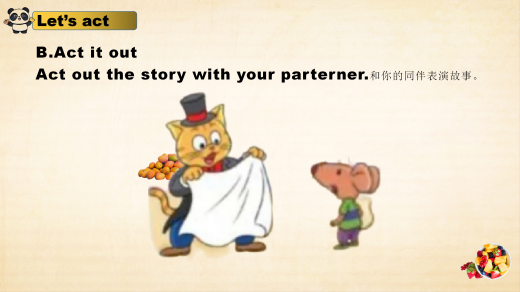 Let's act
B.Act it out
Act out the story with your parterner.和你的同伴表演故事。